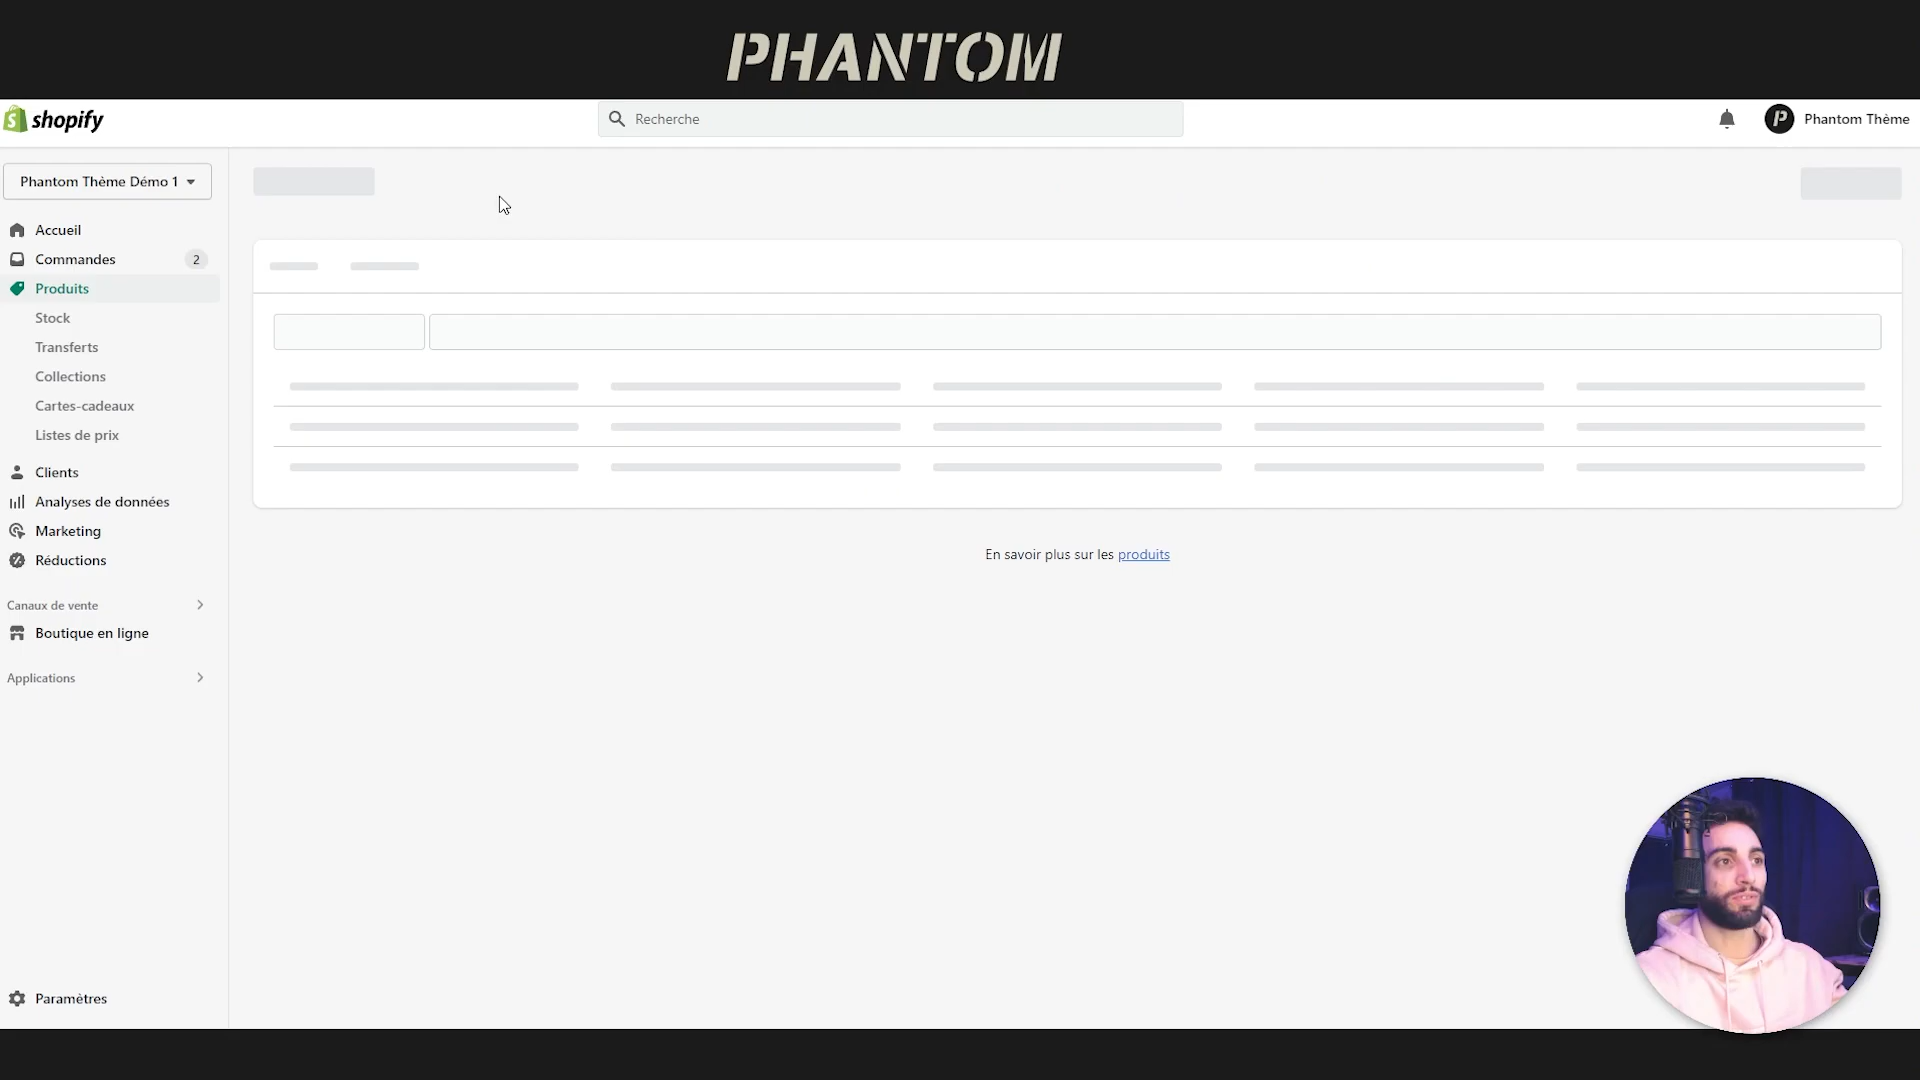 PHANTOM
shopify
Recherche
Phantom Thème
Phantom Thème Démo 1
Accueil
Commandes 2
Produits
Stock
Transferts
Collections
Cartes-cadeaux
Listes de prix
Clients
Analyses de données
Marketing
Réductions
Canaux de vente
Boutique en ligne
Applications
En savoir plus sur les produits
Paramètres